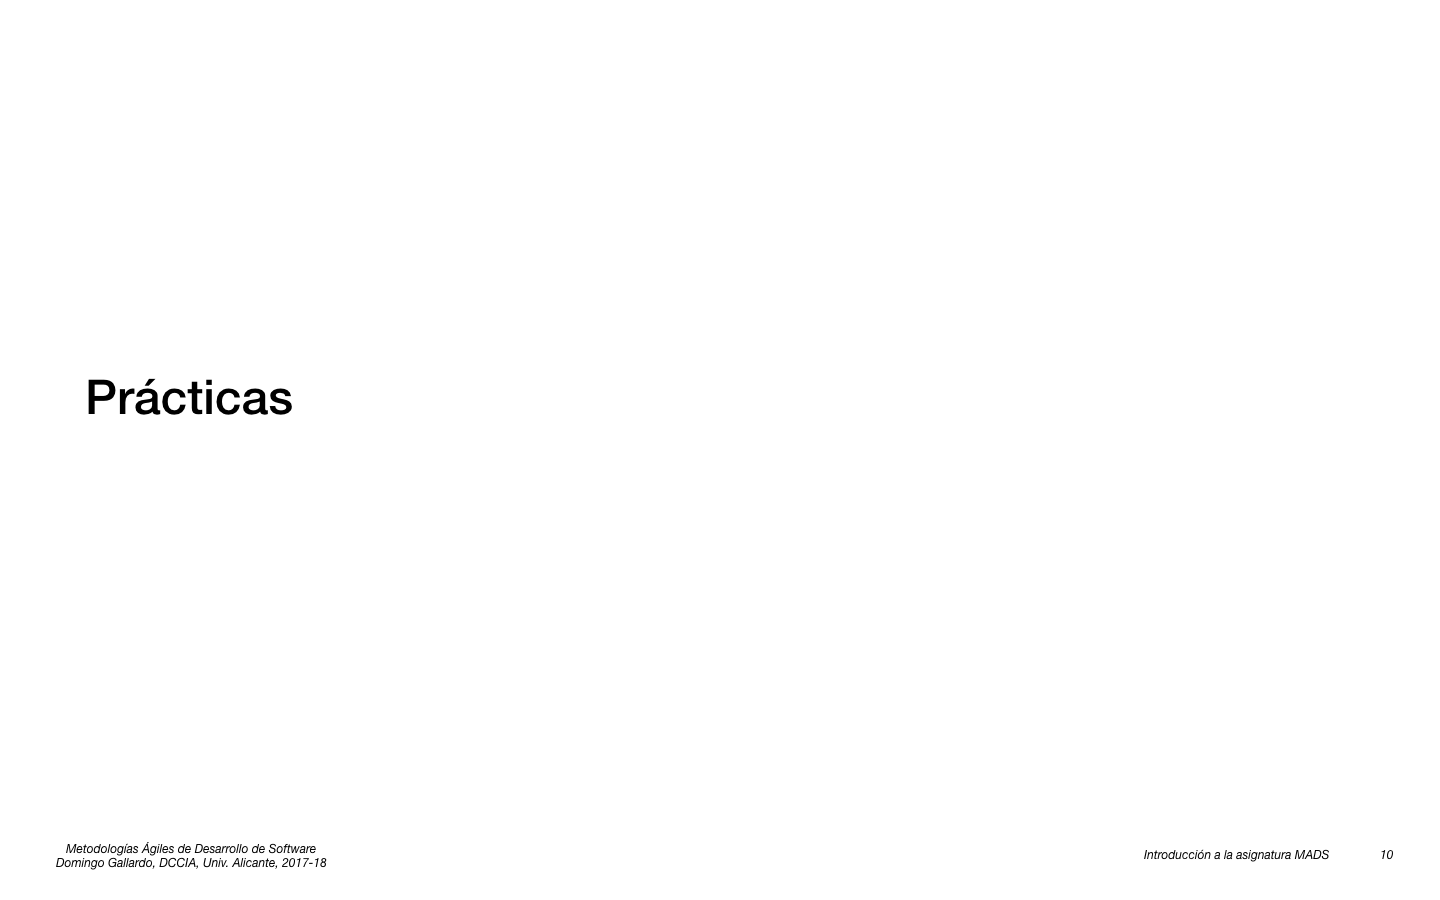 Prácticas
Metodologías Ágiles de Desarrollo de Software
Domingo Gallardo, DCCIA, Univ. Alicante, 2017-18
Introducción a la asignatura MADS 10